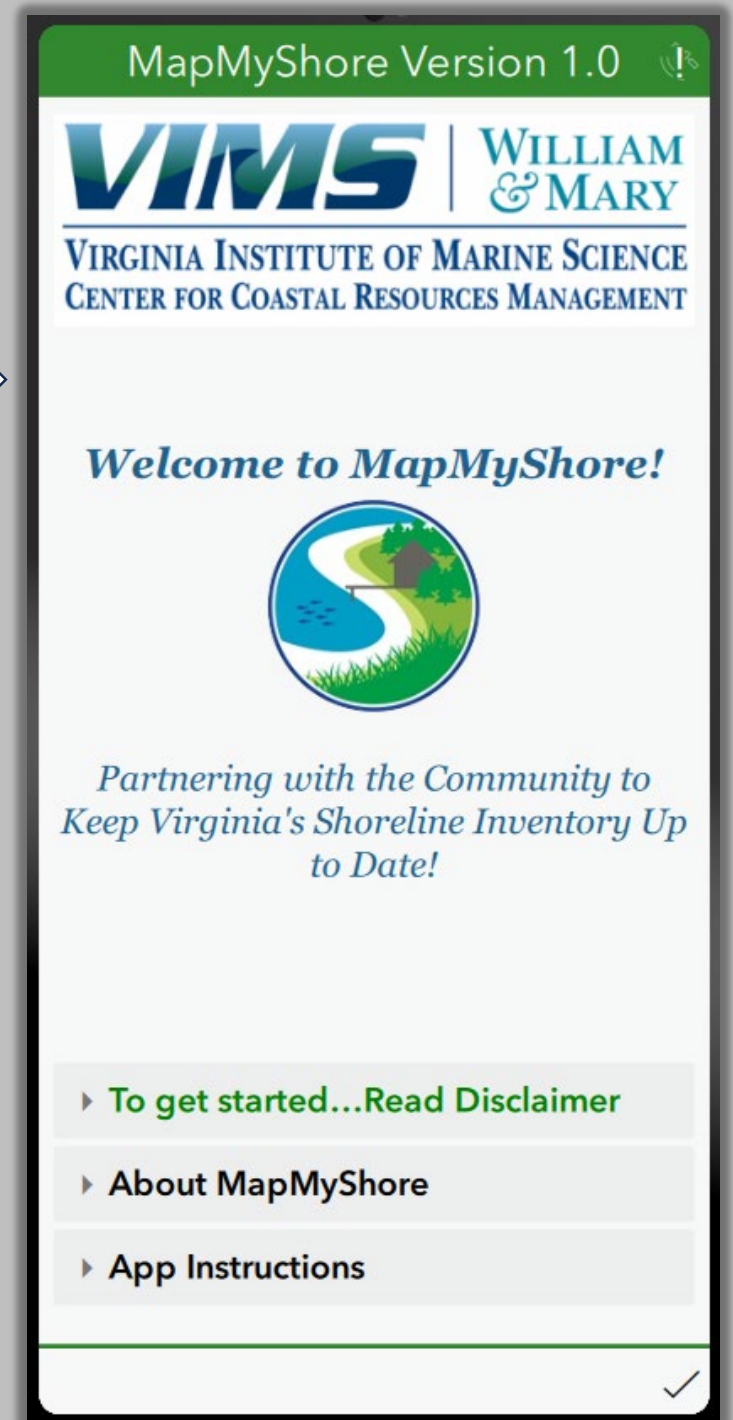 MapMyShore Version 1.0
VIMS
WILLIAM
& MARY
VIRGINIA INSTITUTE OF MARINE SCIENCE
CENTER FOR COASTAL RESOURCES MANAGEMENT
Welcome to MapMyShore!
Partnering with the Community to
Keep Virginia's Shoreline Inventory Up
to Date!
To get started...Read Disclaimer
About MapMyShore
App Instructions